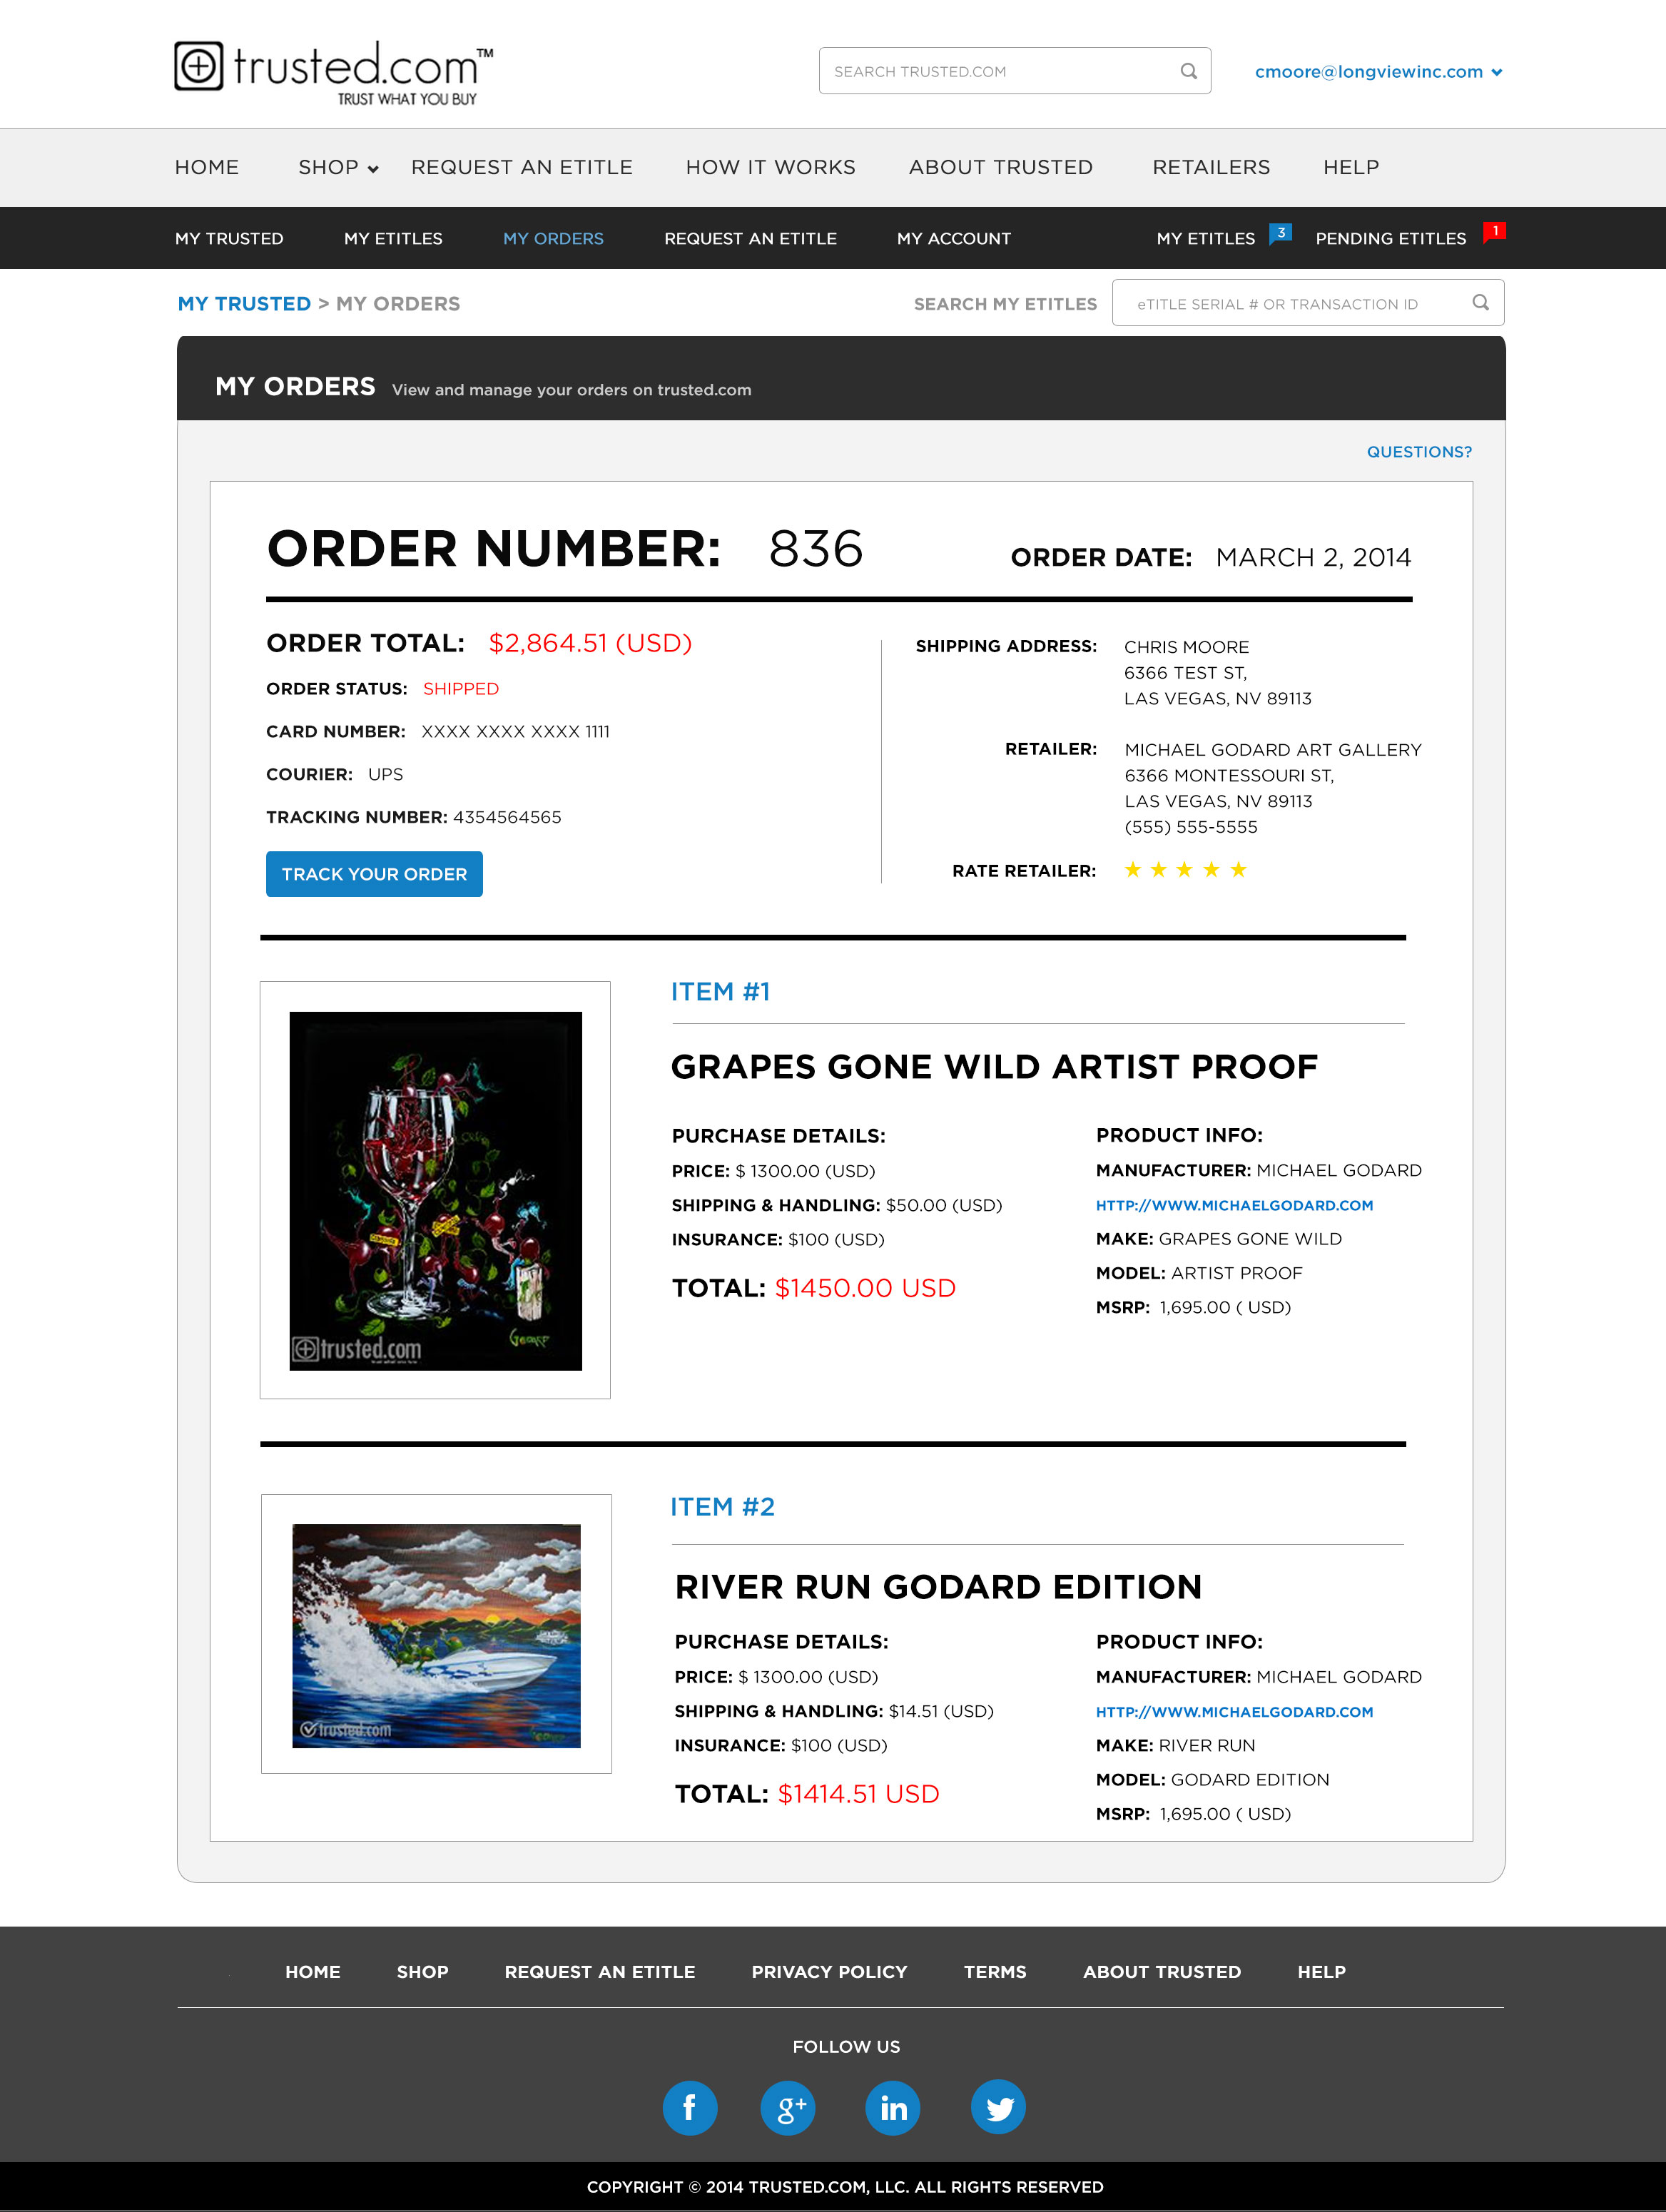 trusted.com™
TRUST WHAT YOU BUY
SEARCH TRUSTED.COM
cmoore@longviewinc.com
HOME SHOP REQUEST AN ETITLE HOW IT WORKS ABOUT TRUSTED RETAILERS HELP
MY TRUSTED MY ETITLES MY ORDERS REQUEST AN ETITLE MY ACCOUNT MY ETITLES 3 PENDING ETITLES 1
MY TRUSTED > MY ORDERS
SEARCH MY ETITLES eTITLE SERIAL # OR TRANSACTION ID
MY ORDERS View and manage your orders on trusted.com
QUESTIONS?
ORDER NUMBER: 836
ORDER DATE: MARCH 2, 2014
ORDER TOTAL: $2,864.51 (USD)
ORDER STATUS: SHIPPED
CARD NUMBER: XXXX XXXX XXXX 1111
COURIER: UPS
TRACKING NUMBER: 4354564565
TRACK YOUR ORDER
SHIPPING ADDRESS: CHRIS MOORE
6366 TEST ST,
LAS VEGAS, NV 89113
RETAILER: MICHAEL GODARD ART GALLERY
6366 MONTESSOURI ST,
LAS VEGAS, NV 89113
(555) 555-5555
RATE RETAILER: ★ ★ ★ ★ ★
trusted.com
GODARD
ITEM #1
GRAPES GONE WILD ARTIST PROOF
PURCHASE DETAILS:
PRICE: $ 1300.00 (USD)
SHIPPING & HANDLING: $50.00 (USD)
INSURANCE: $100 (USD)
TOTAL: $1450.00 USD
PRODUCT INFO:
MANUFACTURER: MICHAEL GODARD
HTTP://WWW.MICHAELGODARD.COM
MAKE: GRAPES GONE WILD
MODEL: ARTIST PROOF
MSRP: 1,695.00 ( USD)
trusted.com
ITEM #2
RIVER RUN GODARD EDITION
PURCHASE DETAILS:
PRICE: $ 1300.00 (USD)
SHIPPING & HANDLING: $14.51 (USD)
INSURANCE: $100 (USD)
TOTAL: $1414.51 USD
PRODUCT INFO:
MANUFACTURER: MICHAEL GODARD
HTTP://WWW.MICHAELGODARD.COM
MAKE: RIVER RUN
MODEL: GODARD EDITION
MSRP: 1,695.00 ( USD)
HOME SHOP REQUEST AN ETITLE PRIVACY POLICY TERMS ABOUT TRUSTED HELP
FOLLOW US
f g+ in
COPYRIGHT © 2014 TRUSTED.COM, LLC. ALL RIGHTS RESERVED